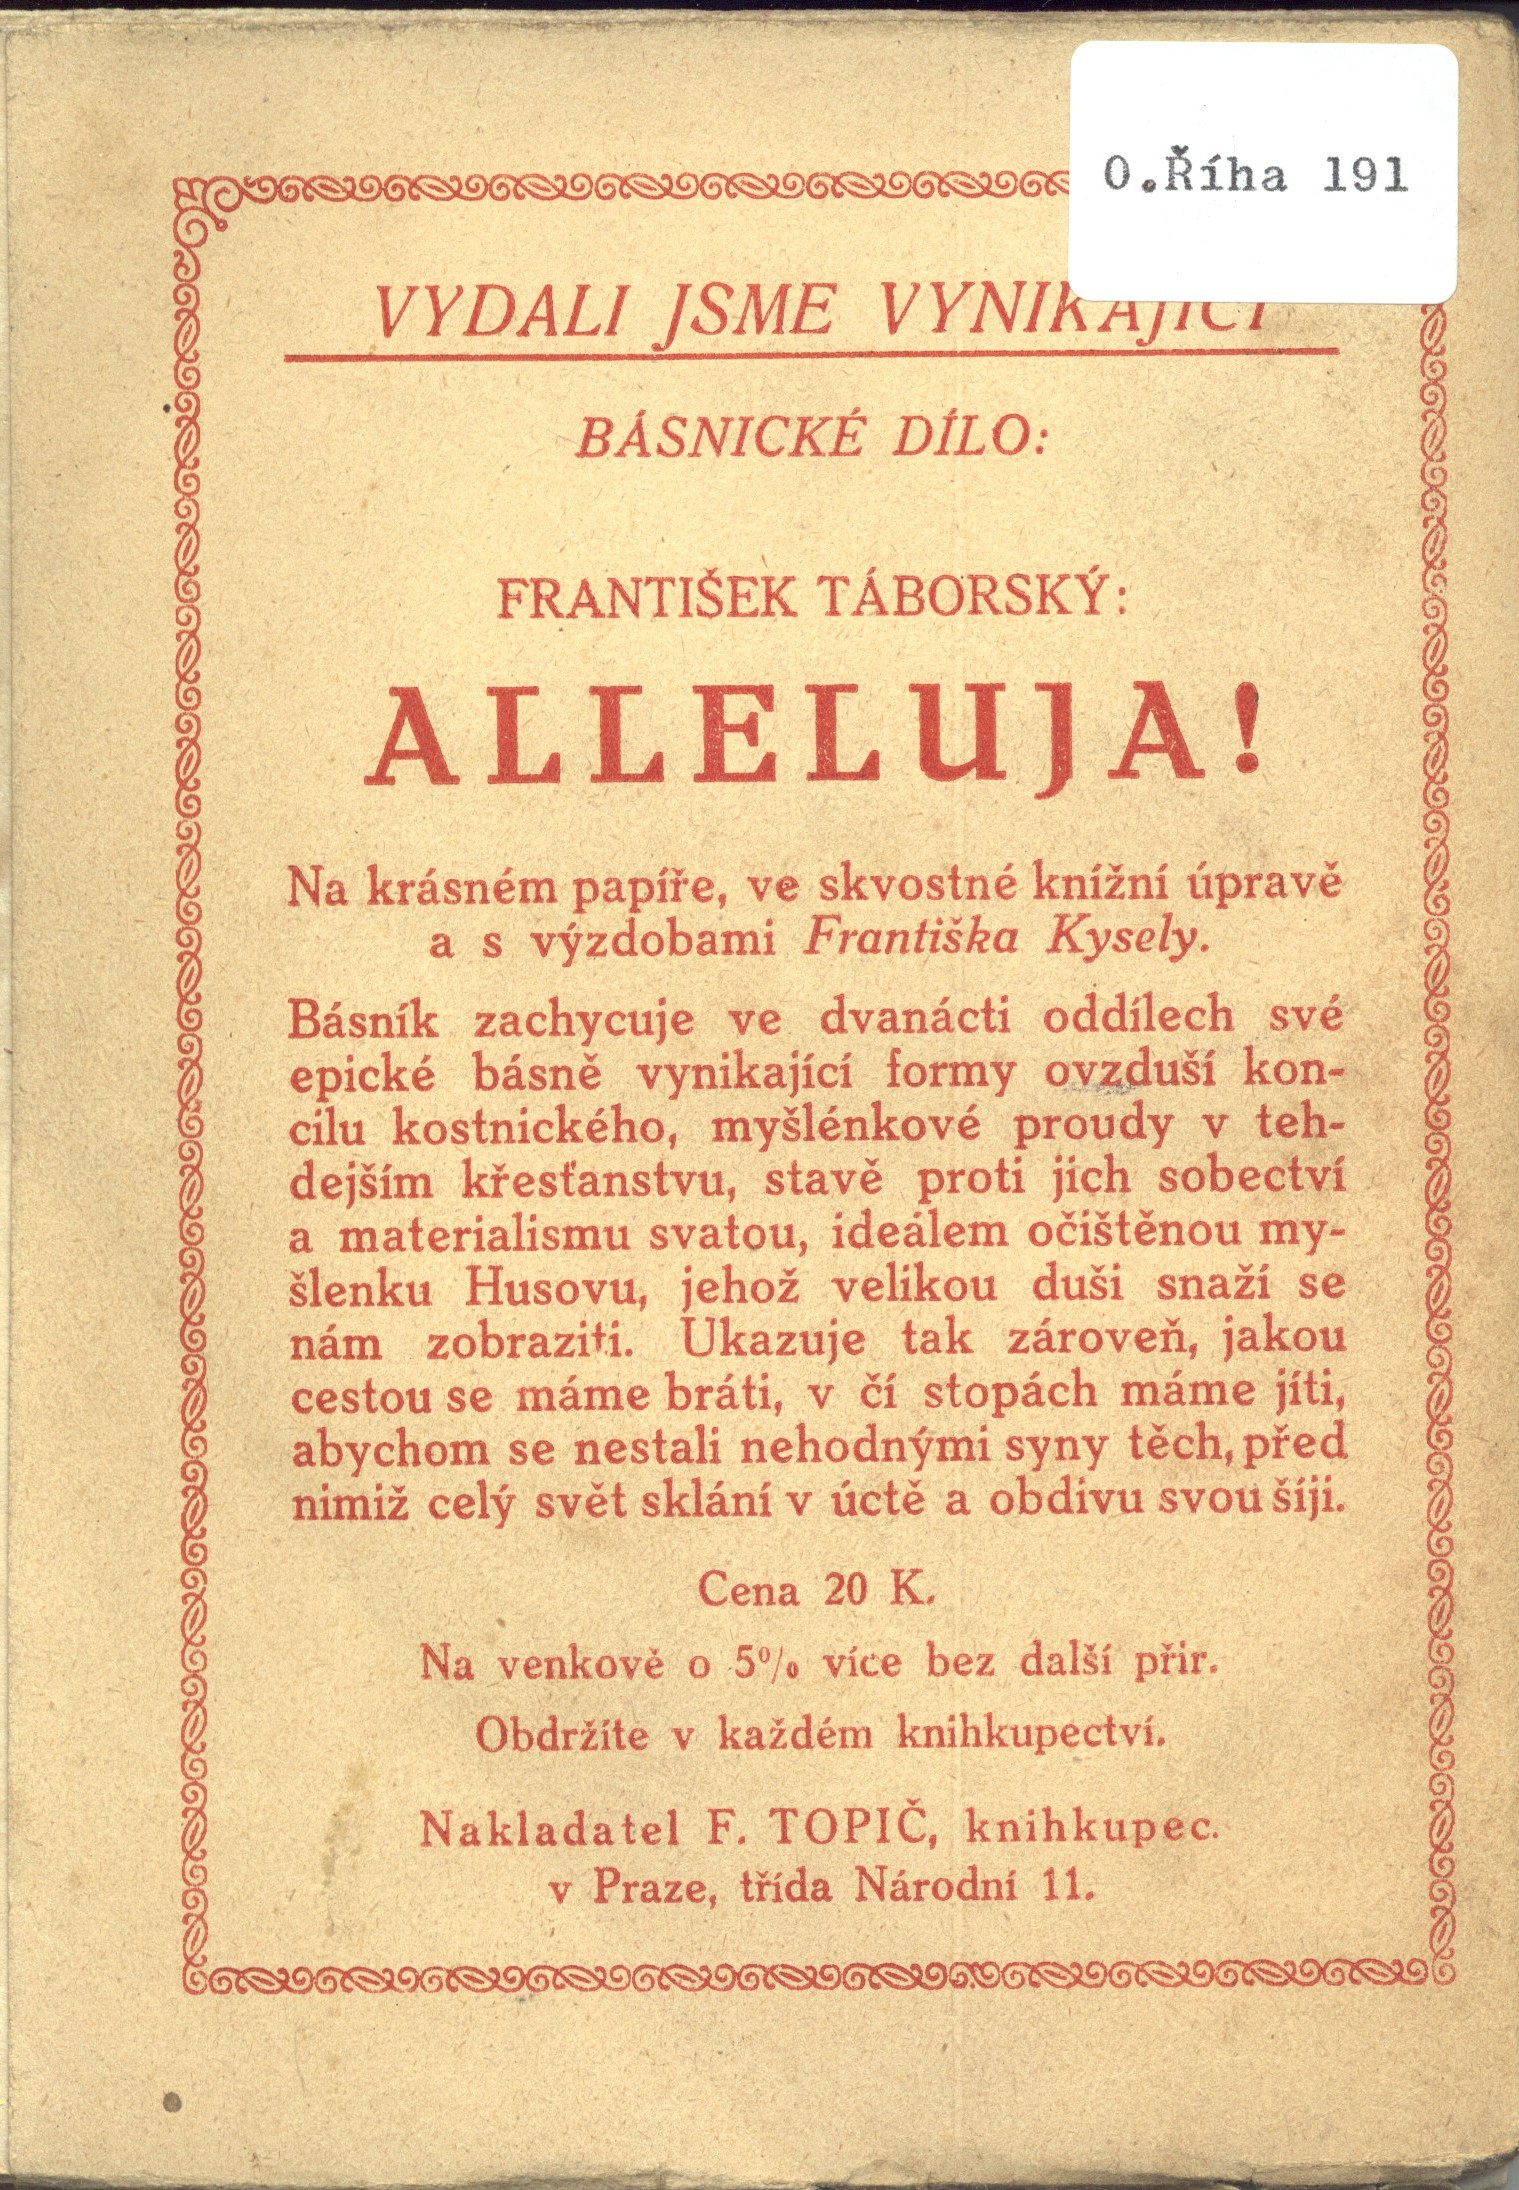 O.Říha 191
VYDALI JSME VYNIKAJÍCÍ
BÁSNICKÉ DÍLO:
FRANTIŠEK TÁBORSKÝ:
ALLELUJA!
Na krásném papíře, ve skvostné knížní úpravě
a s výzdobami Františka Kysely.
Básník zachycuje ve dvanácti oddílech své
epické básně vynikající formy ovzduší kon-
cilu kostnického, myšlénkové proudy v teh-
dejším křesťanstvu, stavě proti jich sobectví
a materialismu svatou, ideálem očištěnou my-
šlenku Husovu, jehož velikou duši snaží se
nám zobraziti. Ukazuje tak zároveň, jakou
cestou se máme bráti, v čí stopách máme jíti,
abychom se nestali nehodnými syny těch, před
nimiž celý svět sklání v úctě a obdivu svou šíji.
Cena 20 K.
Na venkově o 5% více bez další přir.
Obdržíte v každém knihkupectví.
Nakladatel F. TOPIČ, knihkupec.
v Praze, třída Národní 11.